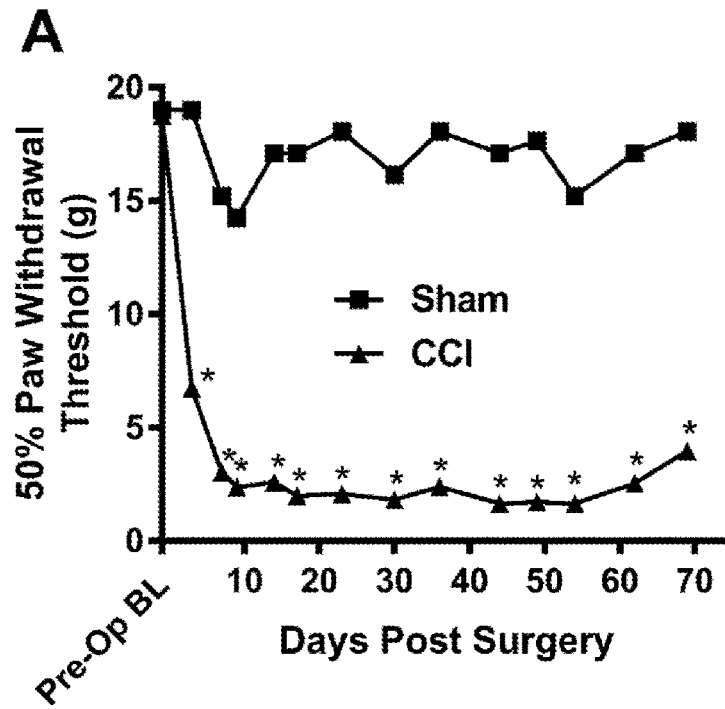 A
50% Paw Withdrawal
Threshold (g)
20
15
10
5
0
Sham
CCI
* * * * * * * * * * * * *
Pre-Op BL
10 20 30 40 50 60 70
Days Post Surgery